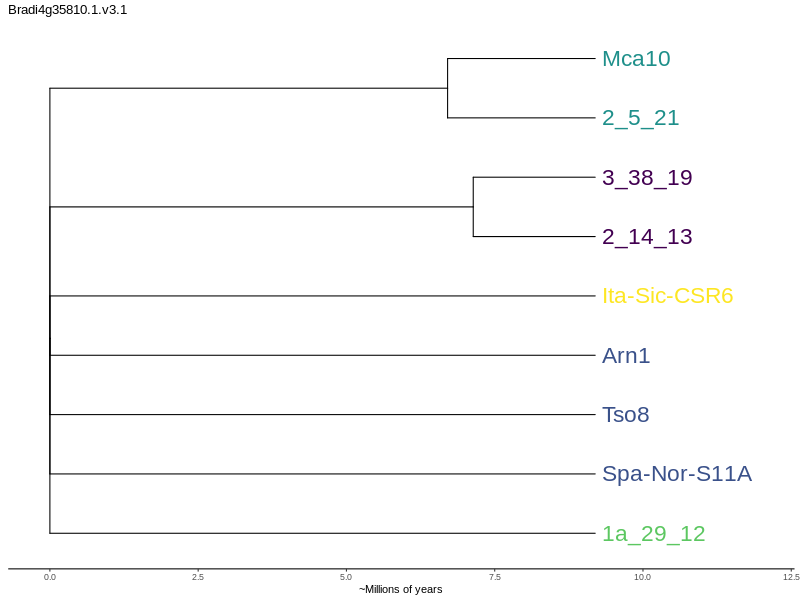 Bradi4g35810.1.v3.1
Mca10
2_5_21
3_38_19
2_14_13
Ita-Sic-CSR6
Arn1
Tso8
Spa-Nor-S11A
1a_29_12
0.0 2.5 5.0 7.5 10.0 12.5
~Millions of years